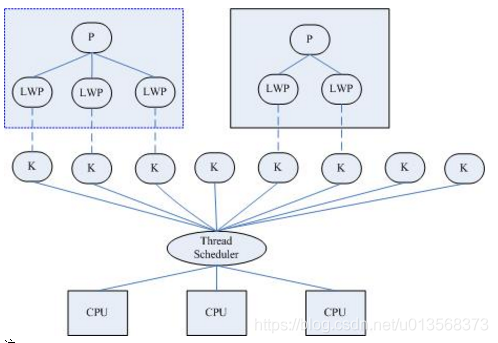 P
P
LWP
LWP
LWP
LWP
LWP
K
K
K
K
K
K
K
K
Thread
Scheduler
CPU
CPU
CPU
https://blog.csdn.net/u013568373